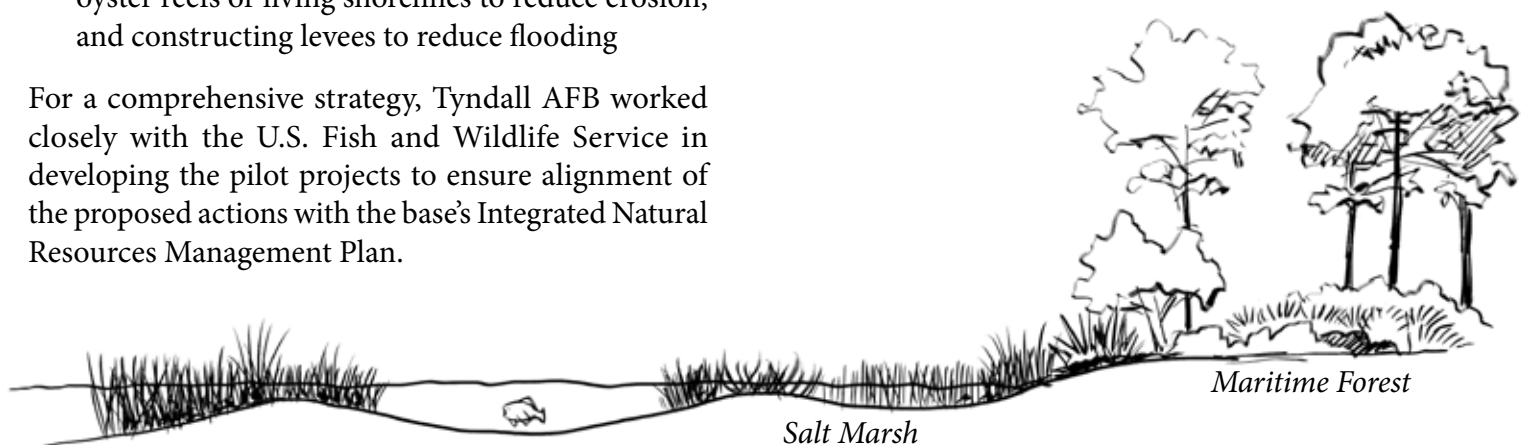 oyster reefs or living shorelines to reduce erosion,
and constructing levees to reduce flooding
For a comprehensive strategy, Tyndall AFB worked
closely with the U.S. Fish and Wildlife Service in
developing the pilot projects to ensure alignment of
the proposed actions with the base’s Integrated Natural
Resources Management Plan.
Maritime Forest
Salt Marsh